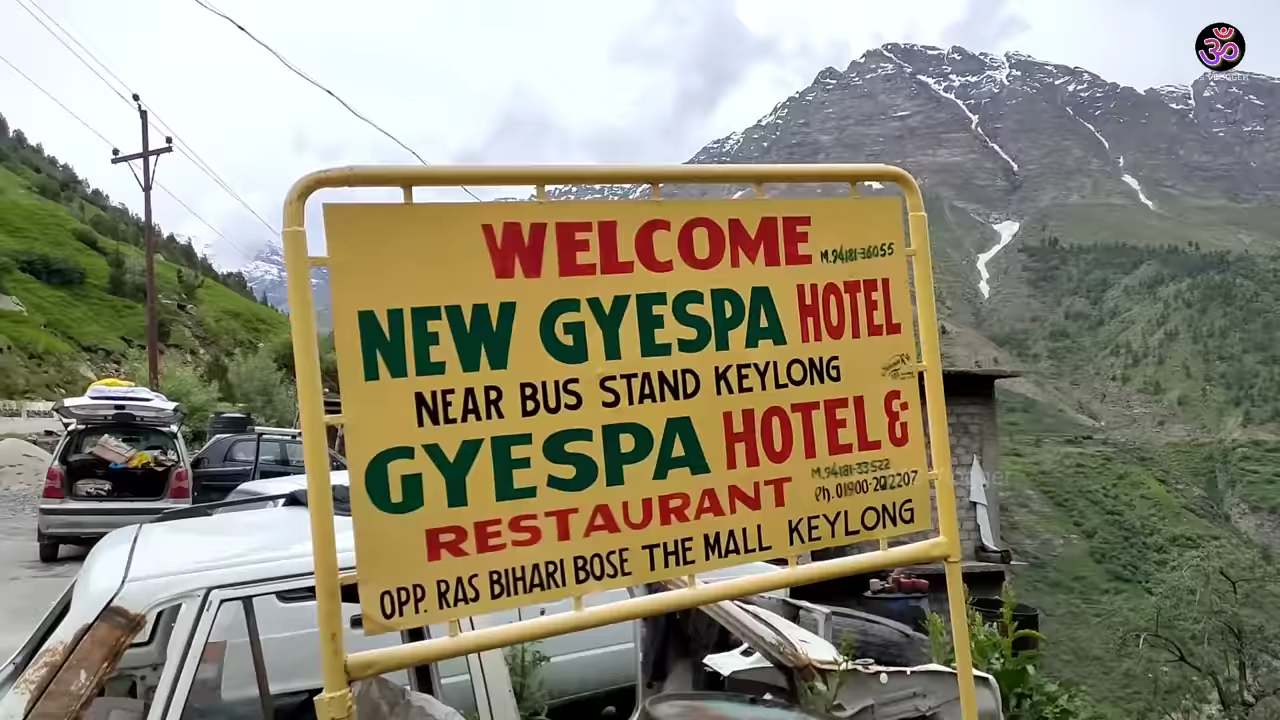 WELCOME
M.94181-36055
NEW GYESPA HOTEL
NEAR BUS STAND KEYLONG
GYESPA HOTEL &
M.94181-33522
RESTAURANT
Ph.01900-202207
OPP. RAS BIHARI BOSE THE MALL KEYLONG
ॐ